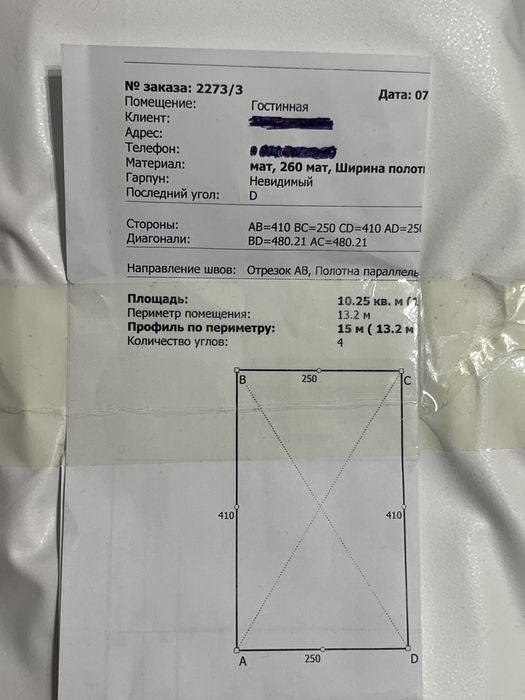 № заказа: 2273/3 Дата: 07
Помещение: Гостинная
Клиент:
Адрес:
Телефон:
Материал: мат, 260 мат, Ширина полотн
Гарпун: Невидимый
Последний угол: D
Стороны: AB=410 BC=250 CD=410 AD=250
Диагонали: BD=480.21 AC=480.21
Направление швов: Отрезок AB, Полотна параллель
Площадь: 10.25 кв. м (1
Периметр помещения: 13.2 м
Профиль по периметру: 15 м ( 13.2 м
Количество углов: 4
B 250 C
410 410
A 250 D